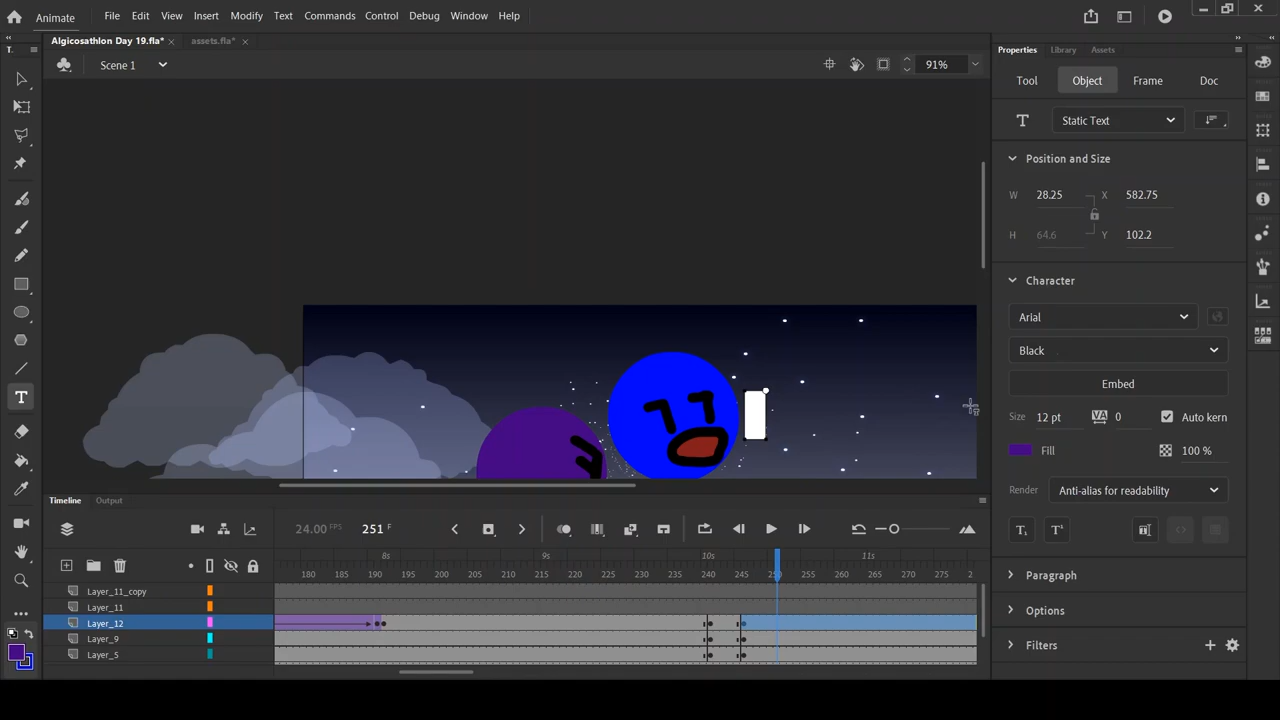 Animate File Edit View Insert Modify Text Commands Control Debug Window Help
Algicosathlon Day 19.fla* assets.fla*
Scene 1 91%
Properties Library Assets
Tool Object Frame Doc
Static Text
Position and Size
W 28.25 X 582.75
H 64.6 Y 102.2
Character
Arial
Black
Embed
Size 12 pt VA 0 Auto kern
Fill 100 %
Render Anti-alias for readability
T₁ T¹
Paragraph
Options
Filters
Timeline Output
24.00 FPS 251 F
8s 9s 10s 11s
180 185 190 195 200 205 210 215 220 225 230 235 240 245 250 255 260 265 270 275 2
Layer_11_copy
Layer_11
Layer_12
Layer_9
Layer_5